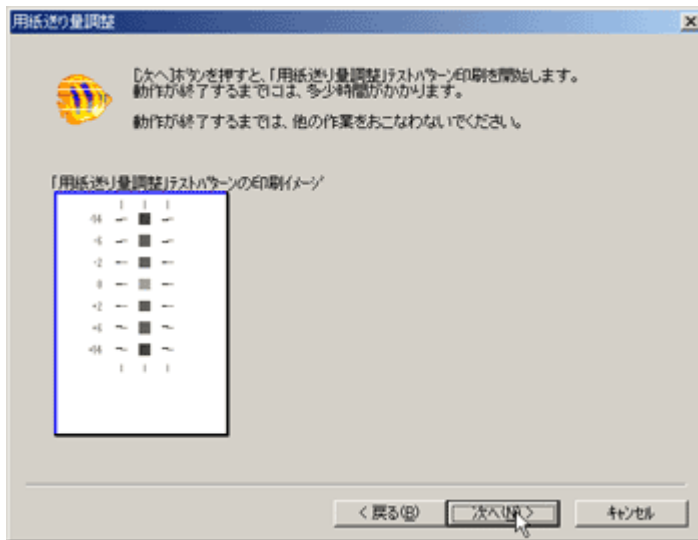 用紙送り量調整
[次へ]ボタンを押すと、「用紙送り量調整」テストパターン印刷を開始します。
動作が終了するまでには、多少時間がかかります。
動作が終了するまでは、他の作業をおこなわないでください。
「用紙送り量調整」テストパターンの印刷イメージ
-14
-6
-2
0
+2
+6
+14
< 戻る(B)
次へ(N) >
キャンセル